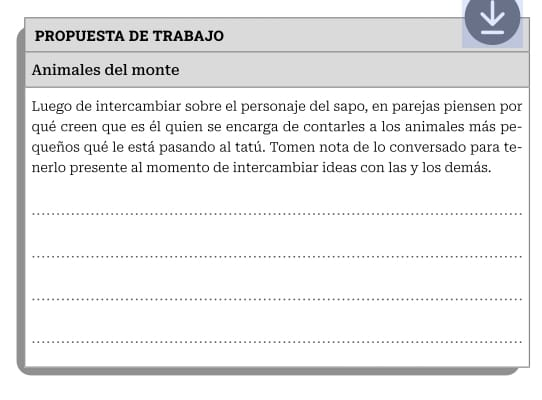 PROPUESTA DE TRABAJO
Animales del monte
Luego de intercambiar sobre el personaje del sapo, en parejas piensen por
qué creen que es él quien se encarga de contarles a los animales más pe-
queños qué le está pasando al tatú. Tomen nota de lo conversado para te-
nerlo presente al momento de intercambiar ideas con las y los demás.